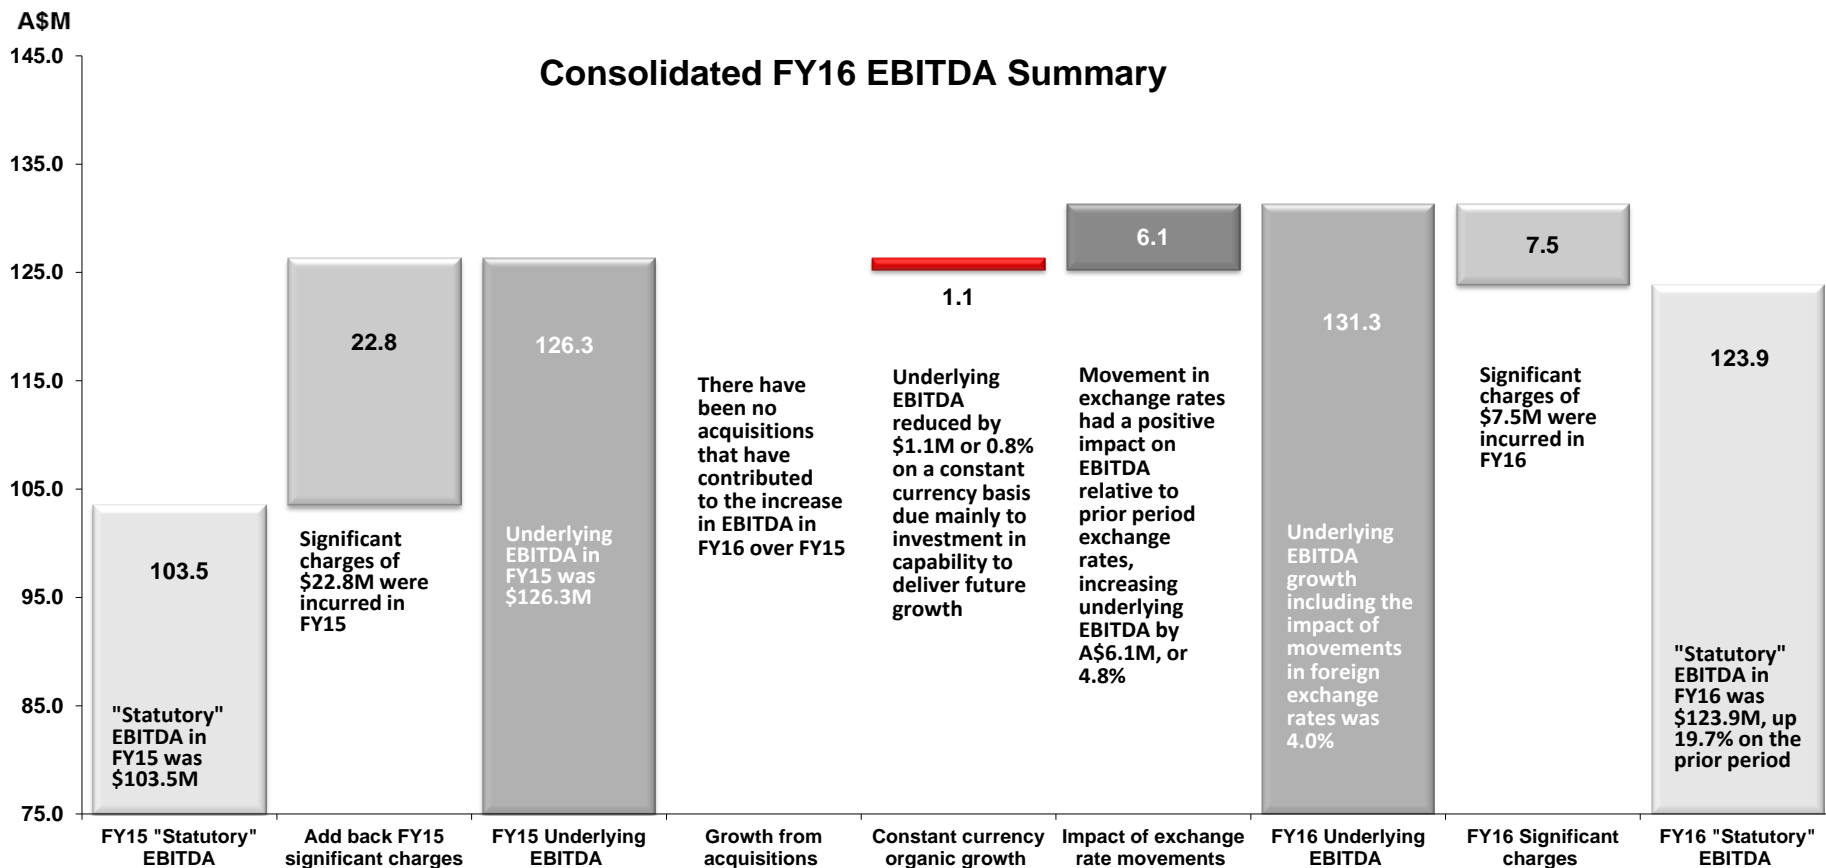 A$M
Consolidated FY16 EBITDA Summary
145.0
135.0
125.0
115.0
105.0
95.0
85.0
75.0
103.5
"Statutory"
EBITDA in
FY15 was
$103.5M
22.8
Significant
charges of
$22.8M were
incurred in
FY15
126.3
Underlying
EBITDA in
FY15 was
$126.3M
There have
been no
acquisitions
that have
contributed
to the increase
in EBITDA in
FY16 over FY15
1.1
Underlying
EBITDA
reduced by
$1.1M or 0.8%
on a constant
currency basis
due mainly to
investment in
capability to
deliver future
growth
6.1
Movement in
exchange rates
had a positive
impact on
EBITDA
relative to
prior period
exchange
rates,
increasing
underlying
EBITDA by
A$6.1M, or
4.8%
131.3
Underlying
EBITDA
growth
including the
impact of
movements
in foreign
exchange
rates was
4.0%
7.5
Significant
charges of
$7.5M were
incurred in
FY16
123.9
"Statutory"
EBITDA in
FY16 was
$123.9M, up
19.7% on the
prior period
FY15 "Statutory"
EBITDA
Add back FY15
significant charges
FY15 Underlying
EBITDA
Growth from
acquisitions
Constant currency
organic growth
Impact of exchange
rate movements
FY16 Underlying
EBITDA
FY16 Significant
charges
FY16 "Statutory"
EBITDA